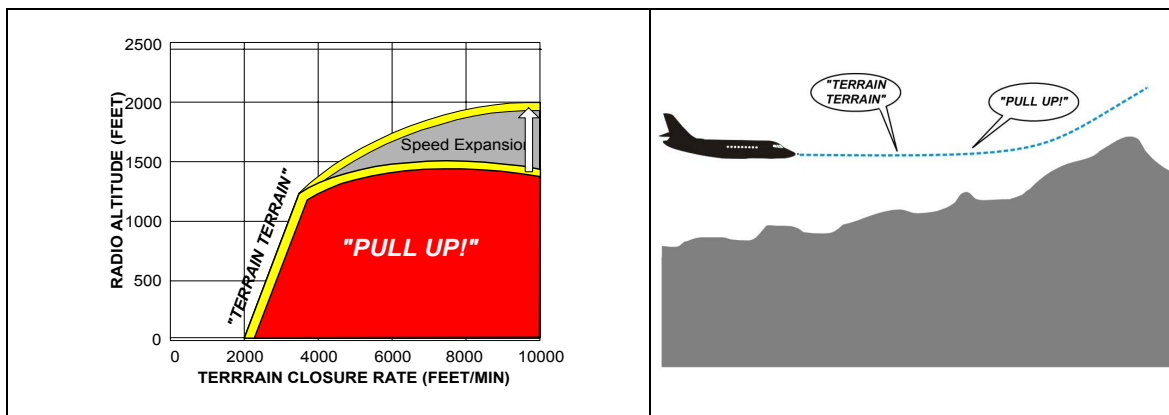 RADIO ALTITUDE (FEET)
2500
2000
1500
1000
500
0
"TERRAIN TERRAIN"
Speed Expansion
"PULL UP!"
0 2000 4000 6000 8000 10000
TERRRAIN CLOSURE RATE (FEET/MIN)
"TERRAIN
TERRAIN"
"PULL UP!"